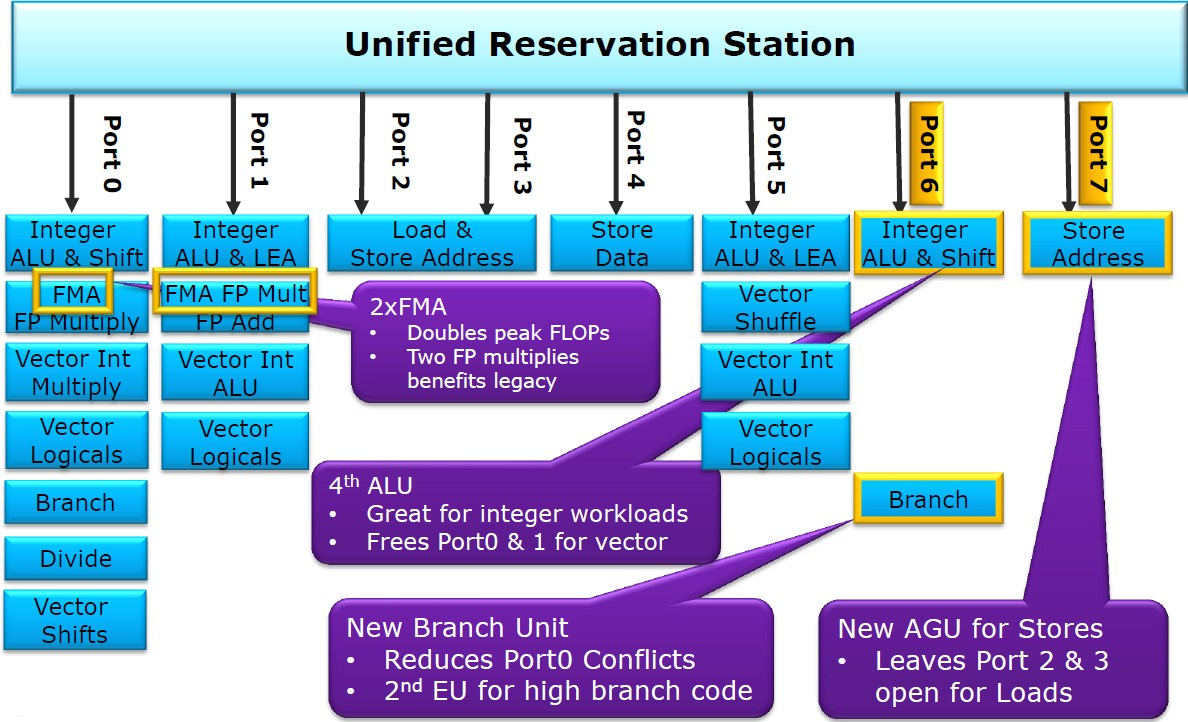 Unified Reservation Station
Port 0
Port 1
Port 2
Port 3
Port 4
Port 5
Port 6
Port 7
Integer
ALU & Shift
FMA
FP Multiply
Vector Int
Multiply
Vector
Logicals
Branch
Divide
Vector
Shifts
Integer
ALU & LEA
FMA FP Mult
FP Add
Vector Int
ALU
Vector
Logicals
Load &
Store Address
Store
Data
Integer
ALU & LEA
Vector
Shuffle
Vector Int
ALU
Vector
Logicals
Integer
ALU & Shift
Branch
Store
Address
2xFMA
• Doubles peak FLOPs
• Two FP multiplies
benefits legacy
4th ALU
• Great for integer workloads
• Frees Port0 & 1 for vector
New Branch Unit
• Reduces Port0 Conflicts
• 2nd EU for high branch code
New AGU for Stores
• Leaves Port 2 & 3
open for Loads